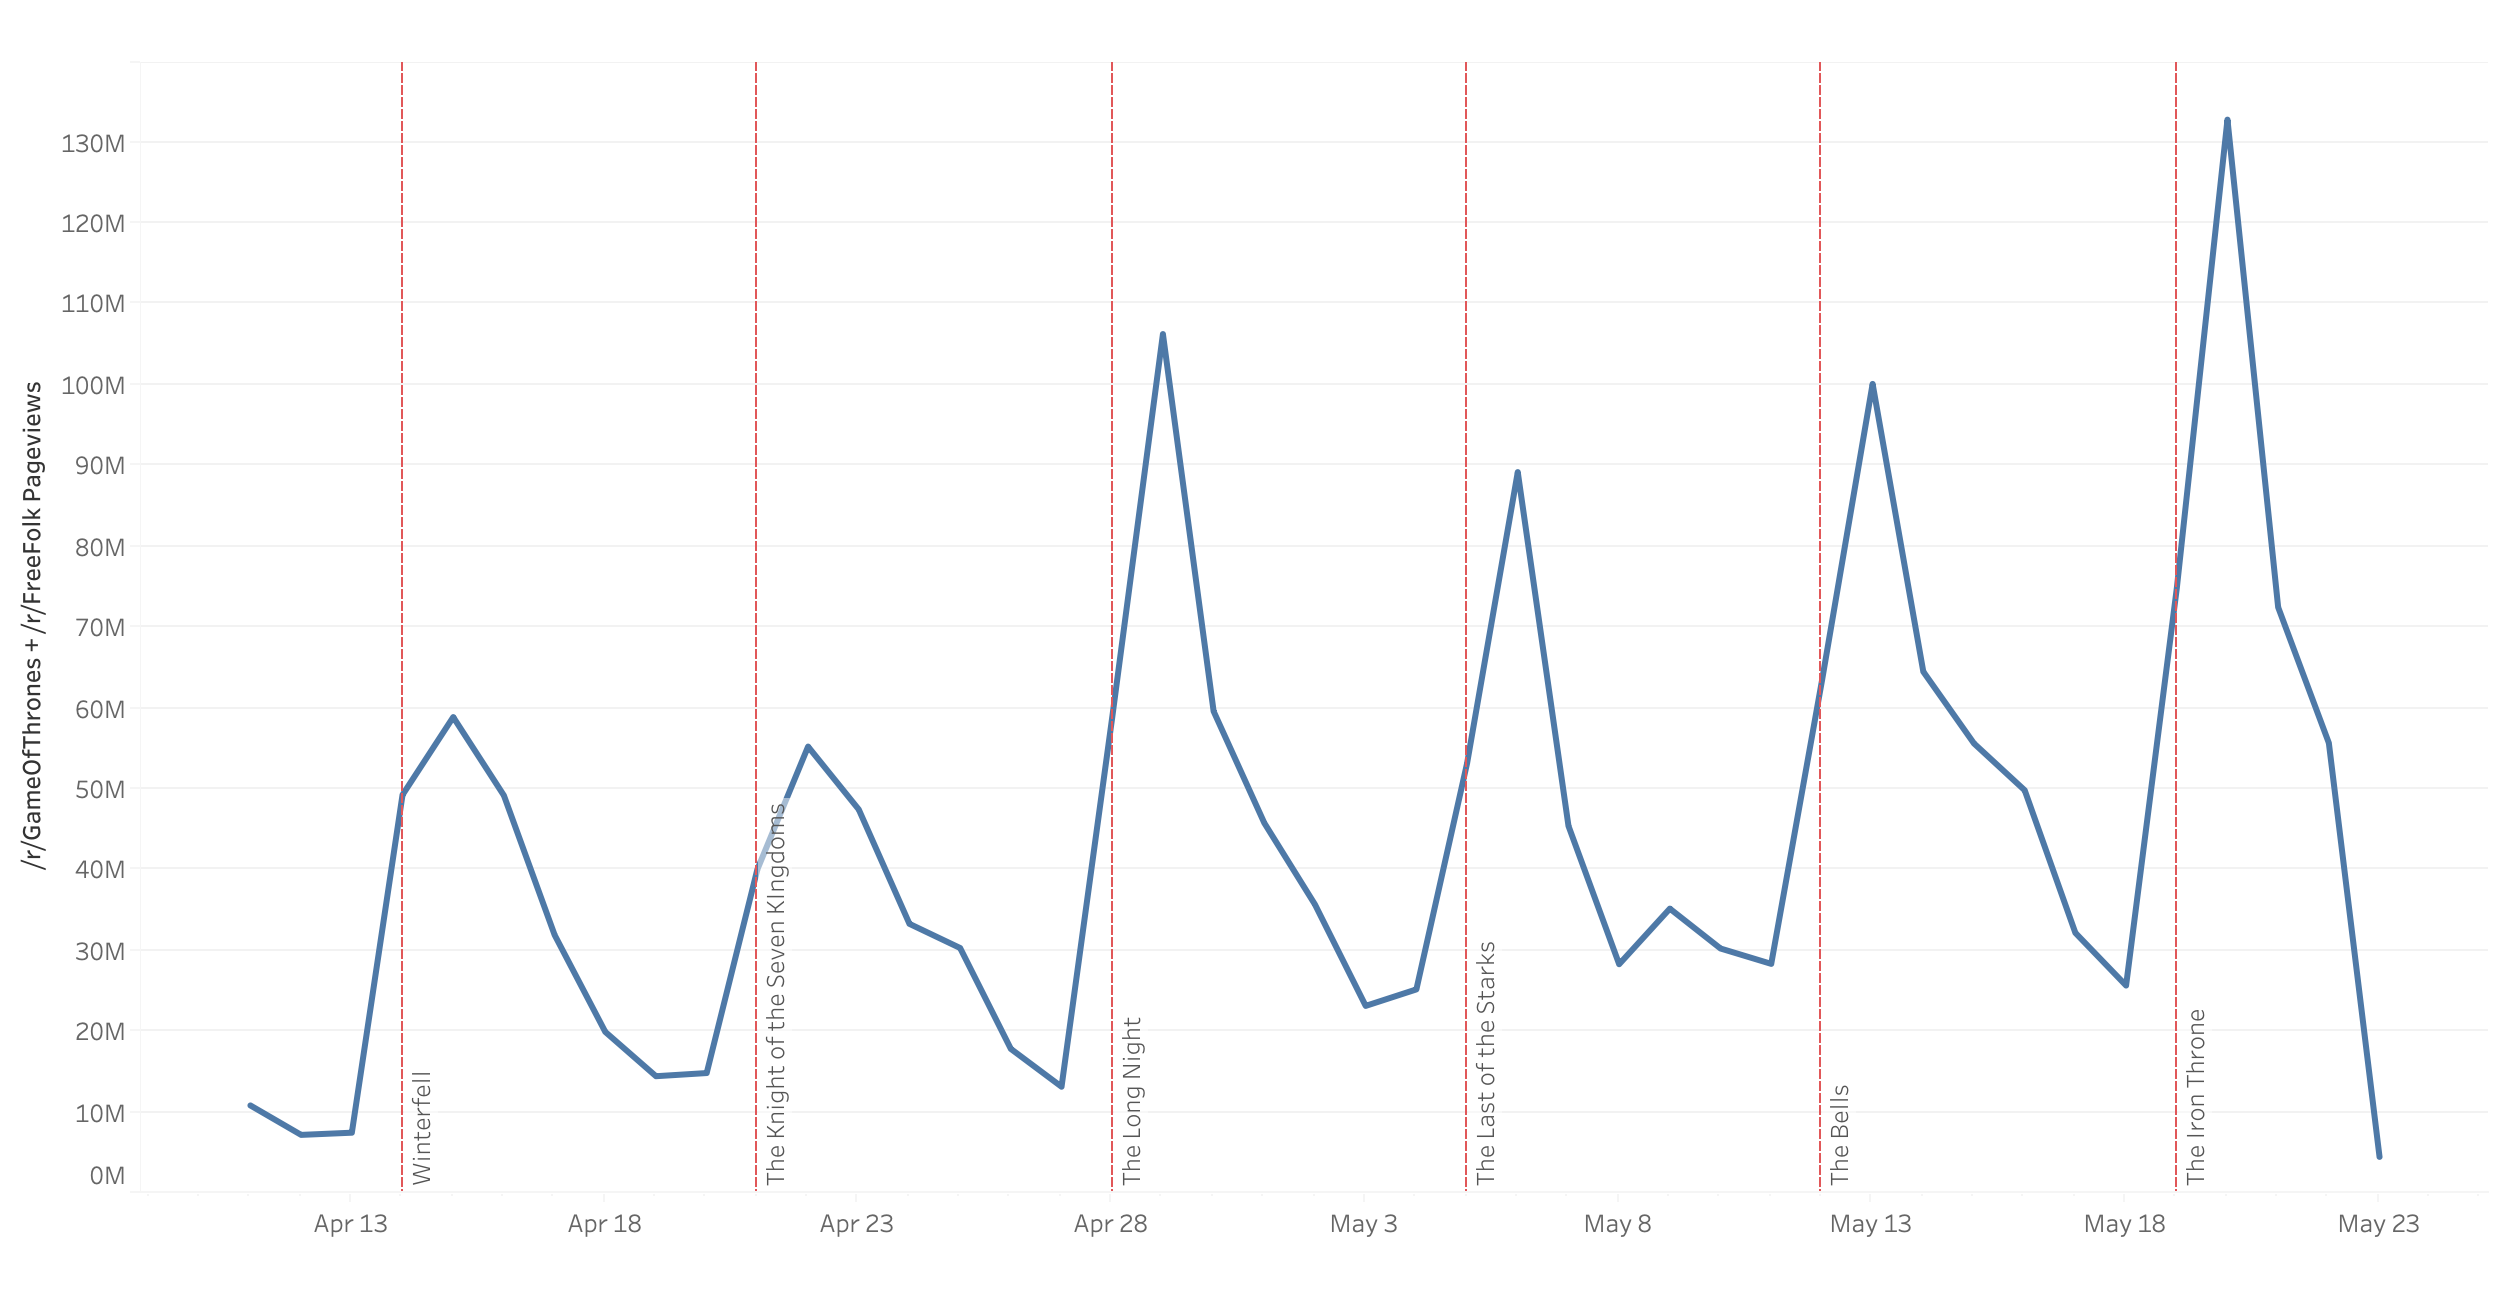 /r/GameOfThrones + /r/FreeFolk Pageviews
130M
120M
110M
100M
90M
80M
70M
60M
50M
40M
30M
20M
10M
0M
Winterfell
The Knight of the Seven KIngdoms
The Long Night
The Last of the Starks
The Bells
The Iron Throne
Apr 13
Apr 18
Apr 23
Apr 28
May 3
May 8
May 13
May 18
May 23